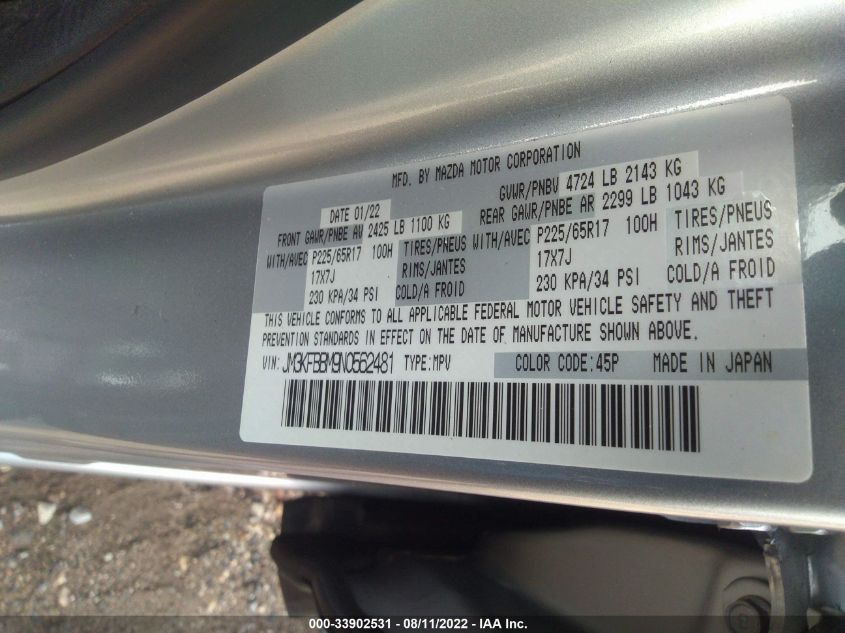 MFD. BY MAZDA MOTOR CORPORATION
DATE 01/22 GVWR/PNBV 4724 LB 2143 KG
FRONT GAWR/PNBE AV 2425 LB 1100 KG REAR GAWR/PNBE AR 2299 LB 1043 KG
WITH/AVEC P225/65R17 100H TIRES/PNEUS WITH/AVEC P225/65R17 100H TIRES/PNEUS
17X7J RIMS/JANTES 17X7J RIMS/JANTES
230 KPA/34 PSI COLD/A FROID 230 KPA/34 PSI COLD/A FROID
THIS VEHICLE CONFORMS TO ALL APPLICABLE FEDERAL MOTOR VEHICLE SAFETY AND THEFT
PREVENTION STANDARDS IN EFFECT ON THE DATE OF MANUFACTURE SHOWN ABOVE.
VIN: JM3KFBBM9N0562481 TYPE:MPV COLOR CODE:45P MADE IN JAPAN
000-33902531 - 08/11/2022 - IAA Inc.